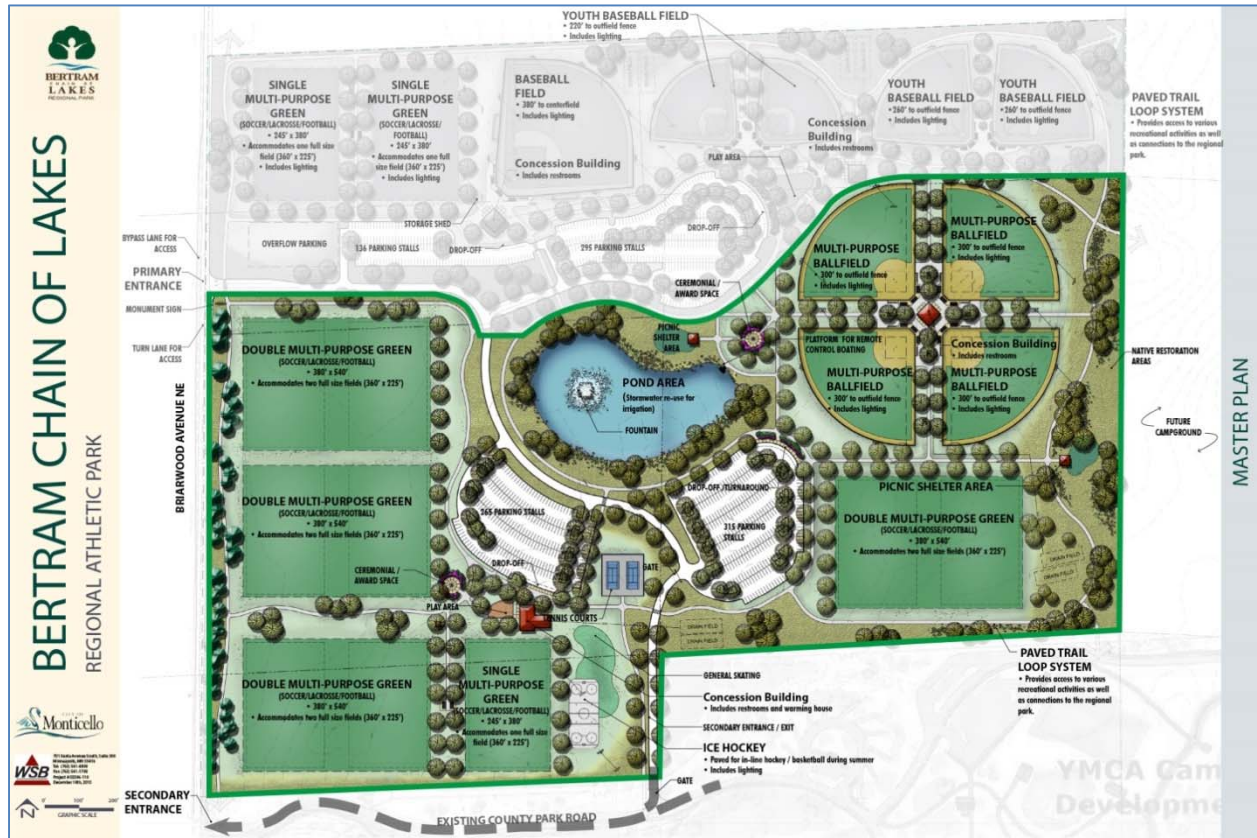 BERTRAM
CHAIN OF
LAKES
REGIONAL PARK
BERTRAM CHAIN OF LAKES
REGIONAL ATHLETIC PARK
Monticello
WSB
GRAPHIC SCALE
YOUTH BASEBALL FIELD
• 220' to outfield fence
• Includes lighting
SINGLE
MULTI-PURPOSE
GREEN
(SOCCER/LACROSSE/FOOTBALL)
• 245' x 380'
• Accommodates one full size
field (360' x 225')
• Includes lighting
SINGLE
MULTI-PURPOSE
GREEN
(SOCCER/LACROSSE/
FOOTBALL)
• 245' x 380'
• Accommodates one full
size field (360' x 225')
• Includes lighting
BASEBALL
FIELD
• 380' to centerfield
• Includes lighting
Concession Building
• Includes restrooms
Concession
Building
• Includes restrooms
YOUTH
BASEBALL FIELD
• 260' to outfield fence
• Includes lighting
YOUTH
BASEBALL FIELD
• 260' to outfield fence
• Includes lighting
PAVED TRAIL
LOOP SYSTEM
• Provides access to various
recreational activities as well
as connections to the regional
park.
PLAY AREA
STORAGE SHED
DROP-OFF
DROP-OFF
OVERFLOW PARKING
136 PARKING STALLS
295 PARKING STALLS
BYPASS LANE FOR
ACCESS
PRIMARY
ENTRANCE
MONUMENT SIGN
TURN LANE FOR
ACCESS
BRIARWOOD AVENUE NE
CEREMONIAL /
AWARD SPACE
PICNIC
SHELTER
AREA
PLATFORM FOR REMOTE
CONTROL BOATING
MULTI-PURPOSE
BALLFIELD
• 300' to outfield fence
• Includes lighting
MULTI-PURPOSE
BALLFIELD
• 300' to outfield fence
• Includes lighting
Concession Building
• Includes restrooms
MULTI-PURPOSE
BALLFIELD
• 300' to outfield fence
• Includes lighting
MULTI-PURPOSE
BALLFIELD
• 300' to outfield fence
• Includes lighting
NATIVE RESTORATION
AREAS
FUTURE
CAMPGROUND
MASTER PLAN
DOUBLE MULTI-PURPOSE GREEN
(SOCCER/LACROSSE/FOOTBALL)
• 380' x 540'
• Accommodates two full size fields (360' x 225')
POND AREA
(Stormwater re-use for
irrigation)
FOUNTAIN
DOUBLE MULTI-PURPOSE GREEN
(SOCCER/LACROSSE/FOOTBALL)
• 380' x 540'
• Accommodates two full size fields (360' x 225')
265 PARKING STALLS
DROP-OFF/TURNAROUND
315 PARKING
STALLS
PICNIC SHELTER AREA
DOUBLE MULTI-PURPOSE GREEN
(SOCCER/LACROSSE/FOOTBALL)
• 380' x 540'
• Accommodates two full size fields (360' x 225')
DRAIN FIELD
DRAIN FIELD
CEREMONIAL /
AWARD SPACE
DROP-OFF
GATE
PLAY AREA
TENNIS COURTS
DRAIN FIELD
DRAIN FIELD
DOUBLE MULTI-PURPOSE GREEN
(SOCCER/LACROSSE/FOOTBALL)
• 380' x 540'
• Accommodates two full size fields (360' x 225')
SINGLE
MULTI-PURPOSE
GREEN
(SOCCER/LACROSSE/FOOTBALL)
• 245' x 380'
• Accommodates one full size
field (360' x 225')
GENERAL SKATING
Concession Building
• Includes restrooms and warming house
SECONDARY ENTRANCE / EXIT
ICE HOCKEY
• Paved for in-line hockey / basketball during summer
• Includes lighting
GATE
PAVED TRAIL
LOOP SYSTEM
• Provides access to various
recreational activities as well
as connections to the regional
park.
SECONDARY
ENTRANCE
EXISTING COUNTY PARK ROAD
YMCA Cam
Developme